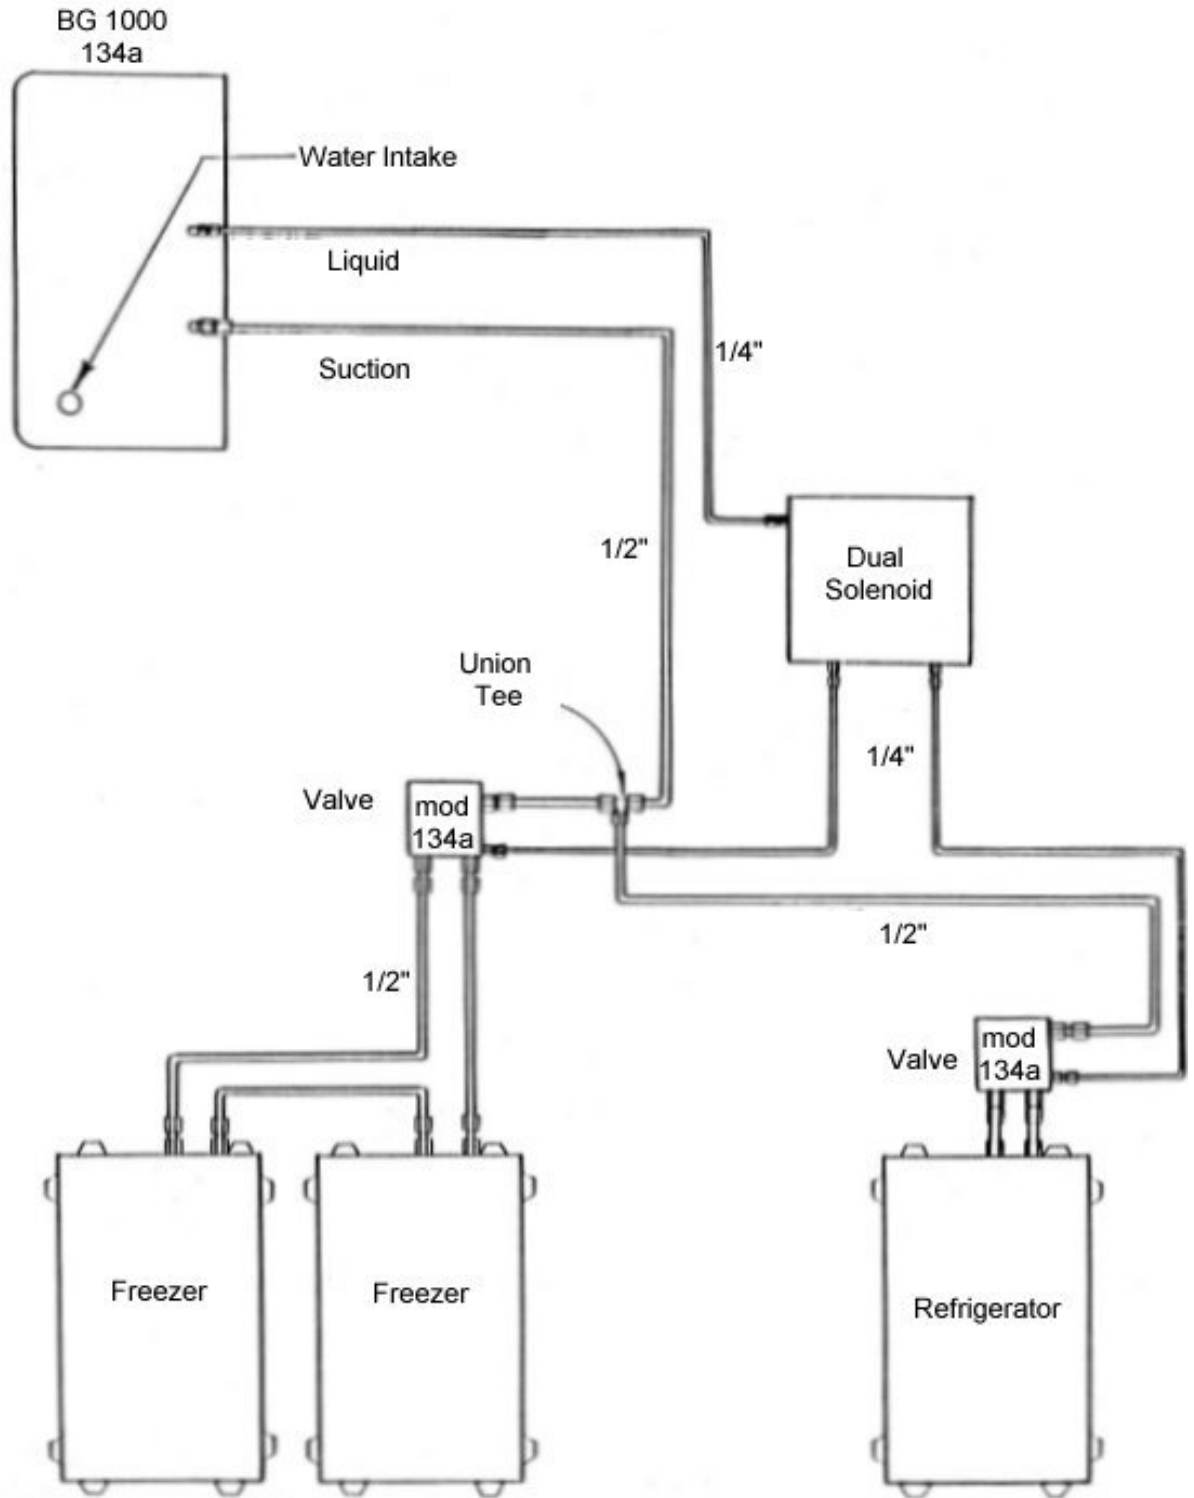 BG 1000
134a
Water Intake
Liquid
Suction
1/4"
1/2"
Dual
Solenoid
Union
Tee
1/4"
Valve
mod
134a
1/2"
1/2"
Valve
mod
134a
Freezer
Freezer
Refrigerator